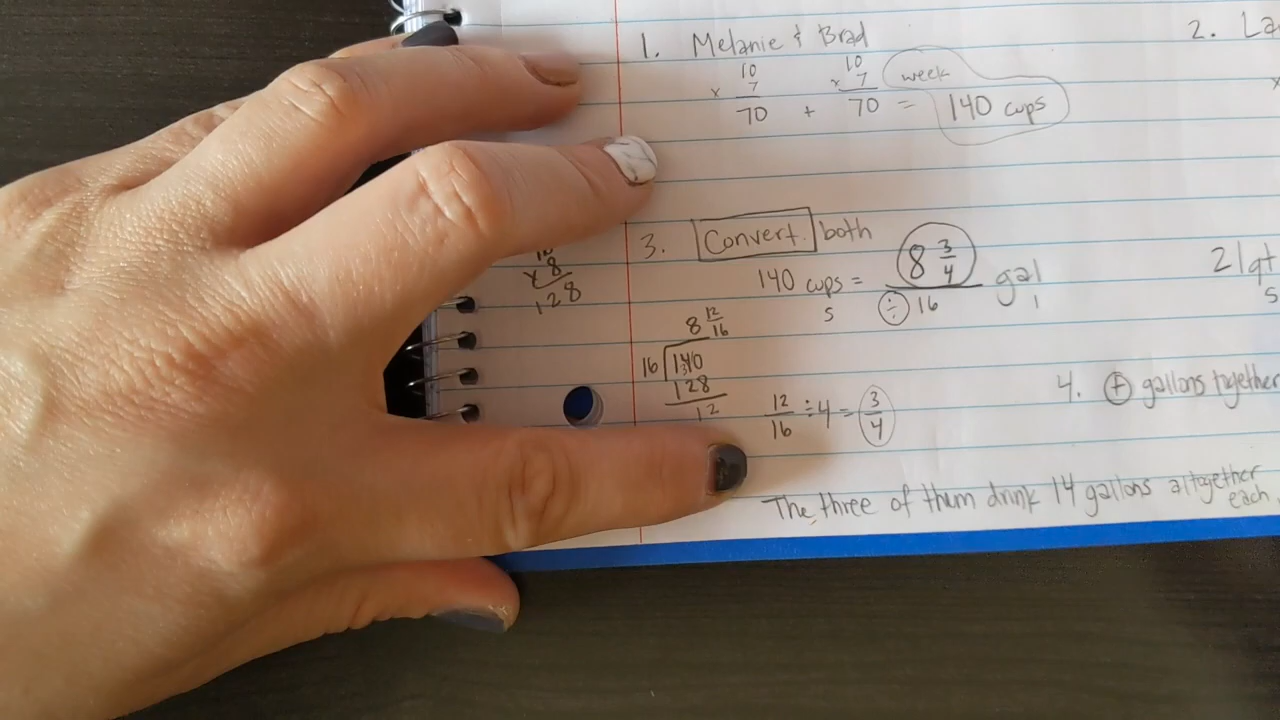 1. Melanie & Brad
2. La
10 10
x 7 x 7 week
70 + 70 = 140 cups
3. Convert both
x 8
128
140 cups = 8 3/4 gal
÷ 16
s 1
21qt
s
8 12/16
16 140
128
12
12/16 ÷ 4 = 3/4
4. + gallons together
The three of them drink 14 gallons altogether
each